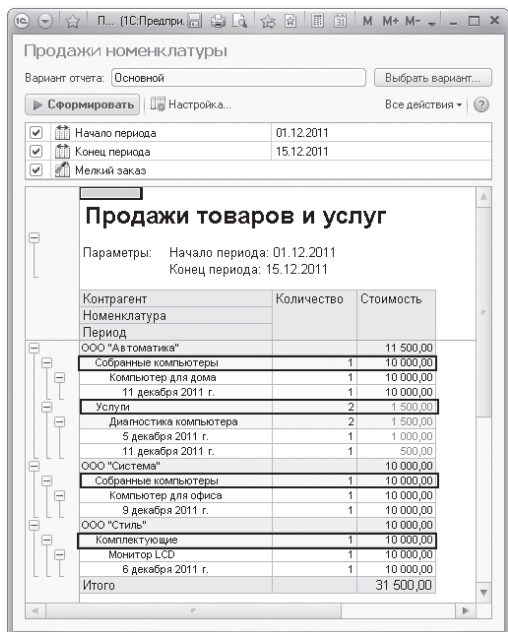 1С П... (1С:Предпри. M M+ M-
Продажи номенклатуры
Вариант отчета: Основной Выбрать вариант...
Сформировать Настройка... Все действия ?
Начало периода 01.12.2011
Конец периода 15.12.2011
Мелкий заказ
Продажи товаров и услуг
Параметры: Начало периода: 01.12.2011
Конец периода: 15.12.2011
Контрагент Количество Стоимость
Номенклатура
Период
ООО "Автоматика" 11 500,00
Собранные компьютеры 1 10 000,00
Компьютер для дома 1 10 000,00
11 декабря 2011 г. 1 10 000,00
Услуги 2 1 500,00
Диагностика компьютера 2 1 500,00
5 декабря 2011 г. 1 1 000,00
11 декабря 2011 г. 1 500,00
ООО "Система" 10 000,00
Собранные компьютеры 1 10 000,00
Компьютер для офиса 1 10 000,00
9 декабря 2011 г. 1 10 000,00
ООО "Стиль" 10 000,00
Комплектующие 1 10 000,00
Монитор LCD 1 10 000,00
6 декабря 2011 г. 1 10 000,00
Итого 31 500,00